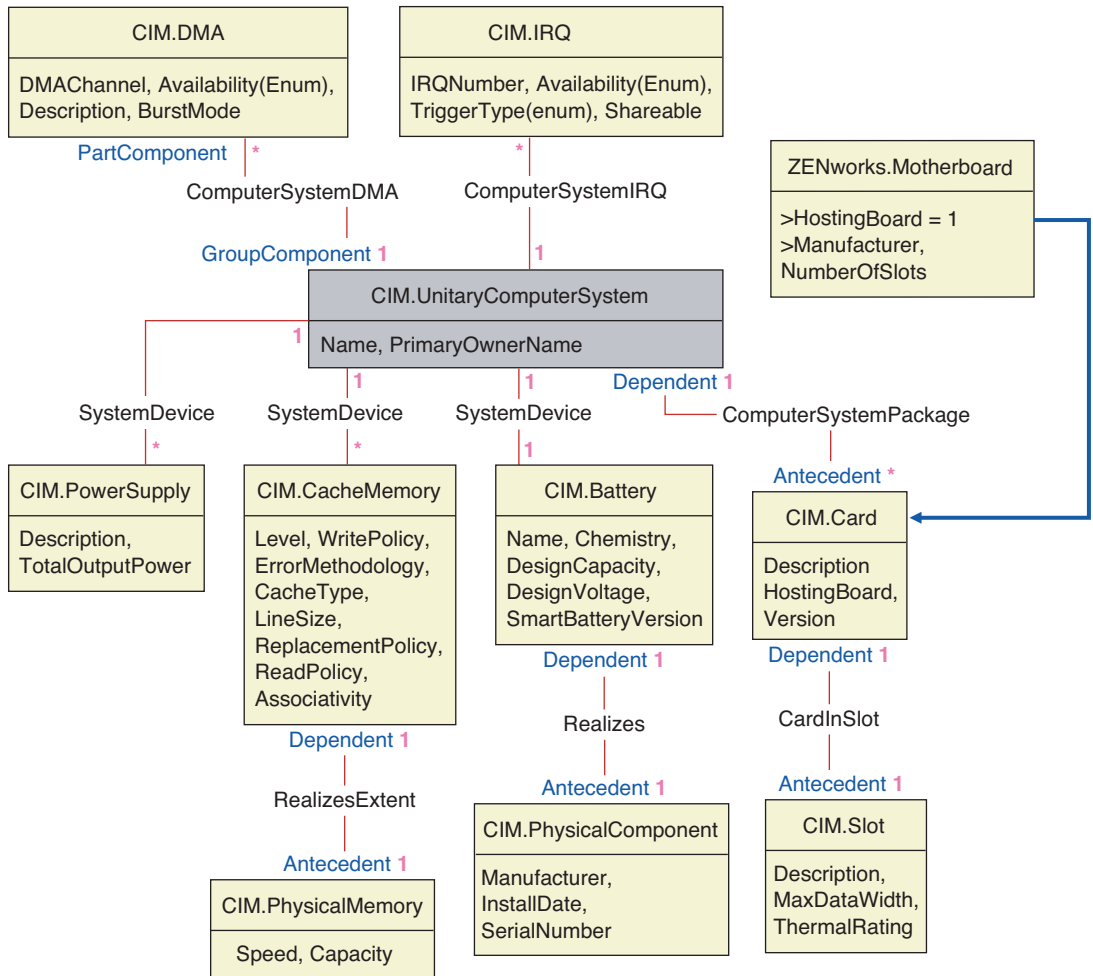 CIM.DMA
DMAChannel, Availability(Enum),
Description, BurstMode
CIM.IRQ
IRQNumber, Availability(Enum),
TriggerType(enum), Shareable
PartComponent *
*
ComputerSystemDMA
ComputerSystemIRQ
GroupComponent 1
1
ZENworks.Motherboard
>HostingBoard = 1
>Manufacturer,
NumberOfSlots
CIM.UnitaryComputerSystem
Name, PrimaryOwnerName
1
1
1
Dependent 1
SystemDevice
SystemDevice
SystemDevice
ComputerSystemPackage
*
*
1
Antecedent *
CIM.PowerSupply
Description,
TotalOutputPower
CIM.CacheMemory
Level, WritePolicy,
ErrorMethodology,
CacheType,
LineSize,
ReplacementPolicy,
ReadPolicy,
Associativity
CIM.Battery
Name, Chemistry,
DesignCapacity,
DesignVoltage,
SmartBatteryVersion
CIM.Card
Description
HostingBoard,
Version
Dependent 1
RealizesExtent
Antecedent 1
CIM.PhysicalMemory
Speed, Capacity
Dependent 1
Realizes
Antecedent 1
CIM.PhysicalComponent
Manufacturer,
InstallDate,
SerialNumber
Dependent 1
CardInSlot
Antecedent 1
CIM.Slot
Description,
MaxDataWidth,
ThermalRating